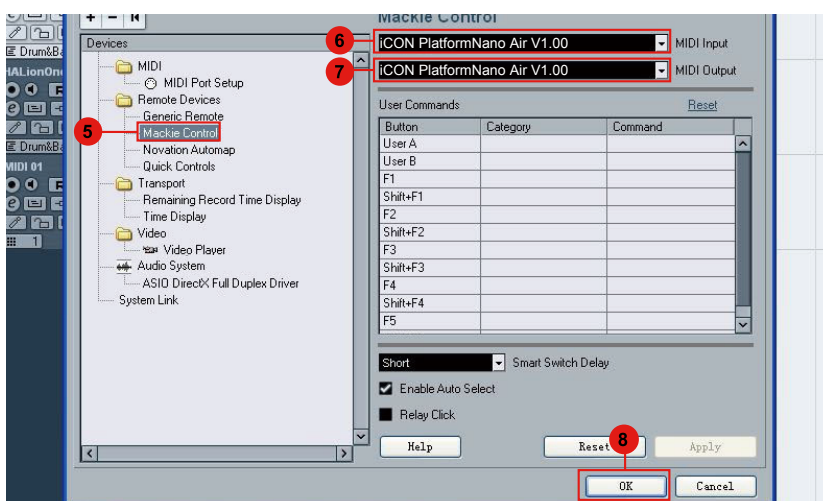 + - Mackie Control
Devices
MIDI
MIDI Port Setup
Remote Devices
Generic Remote
Mackie Control
Novation Automap
Quick Controls
Transport
Remaining Record Time Display
Time Display
Video
Video Player
Audio System
ASIO DirectX Full Duplex Driver
System Link
5
6 iCON PlatformNano Air V1.00 MIDI Input
7 iCON PlatformNano Air V1.00 MIDI Output
User Commands Reset
Button Category Command
User A
User B
F1
Shift+F1
F2
Shift+F2
F3
Shift+F3
F4
Shift+F4
F5
Short Smart Switch Delay
Enable Auto Select
Relay Click
Help Reset Apply
8
OK Cancel
Drum&Ba
HALionOne
Drum&Ba
MIDI 01
1